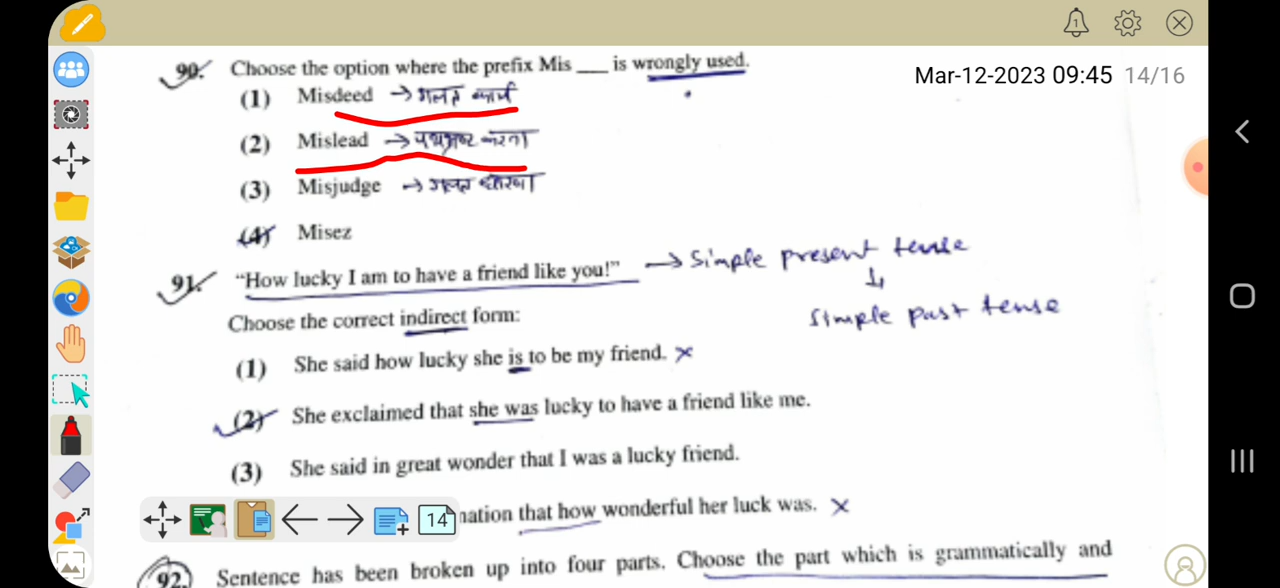 1
Mar-12-2023 09:45 14/16
90. Choose the option where the prefix Mis ___ is wrongly used.
(1) Misdeed → गलत कार्य
(2) Mislead → पथभ्रष्ट करना
(3) Misjudge → गलत
(4) Misez
91. "How lucky I am to have a friend like you!" → Simple present tense
↓
Simple past tense
Choose the correct indirect form:
(1) She said how lucky she is to be my friend. ×
(2) She exclaimed that she was lucky to have a friend like me.
(3) She said in great wonder that I was a lucky friend.
14
nation that how wonderful her luck was. ×
92. Sentence has been broken up into four parts. Choose the part which is grammatically and